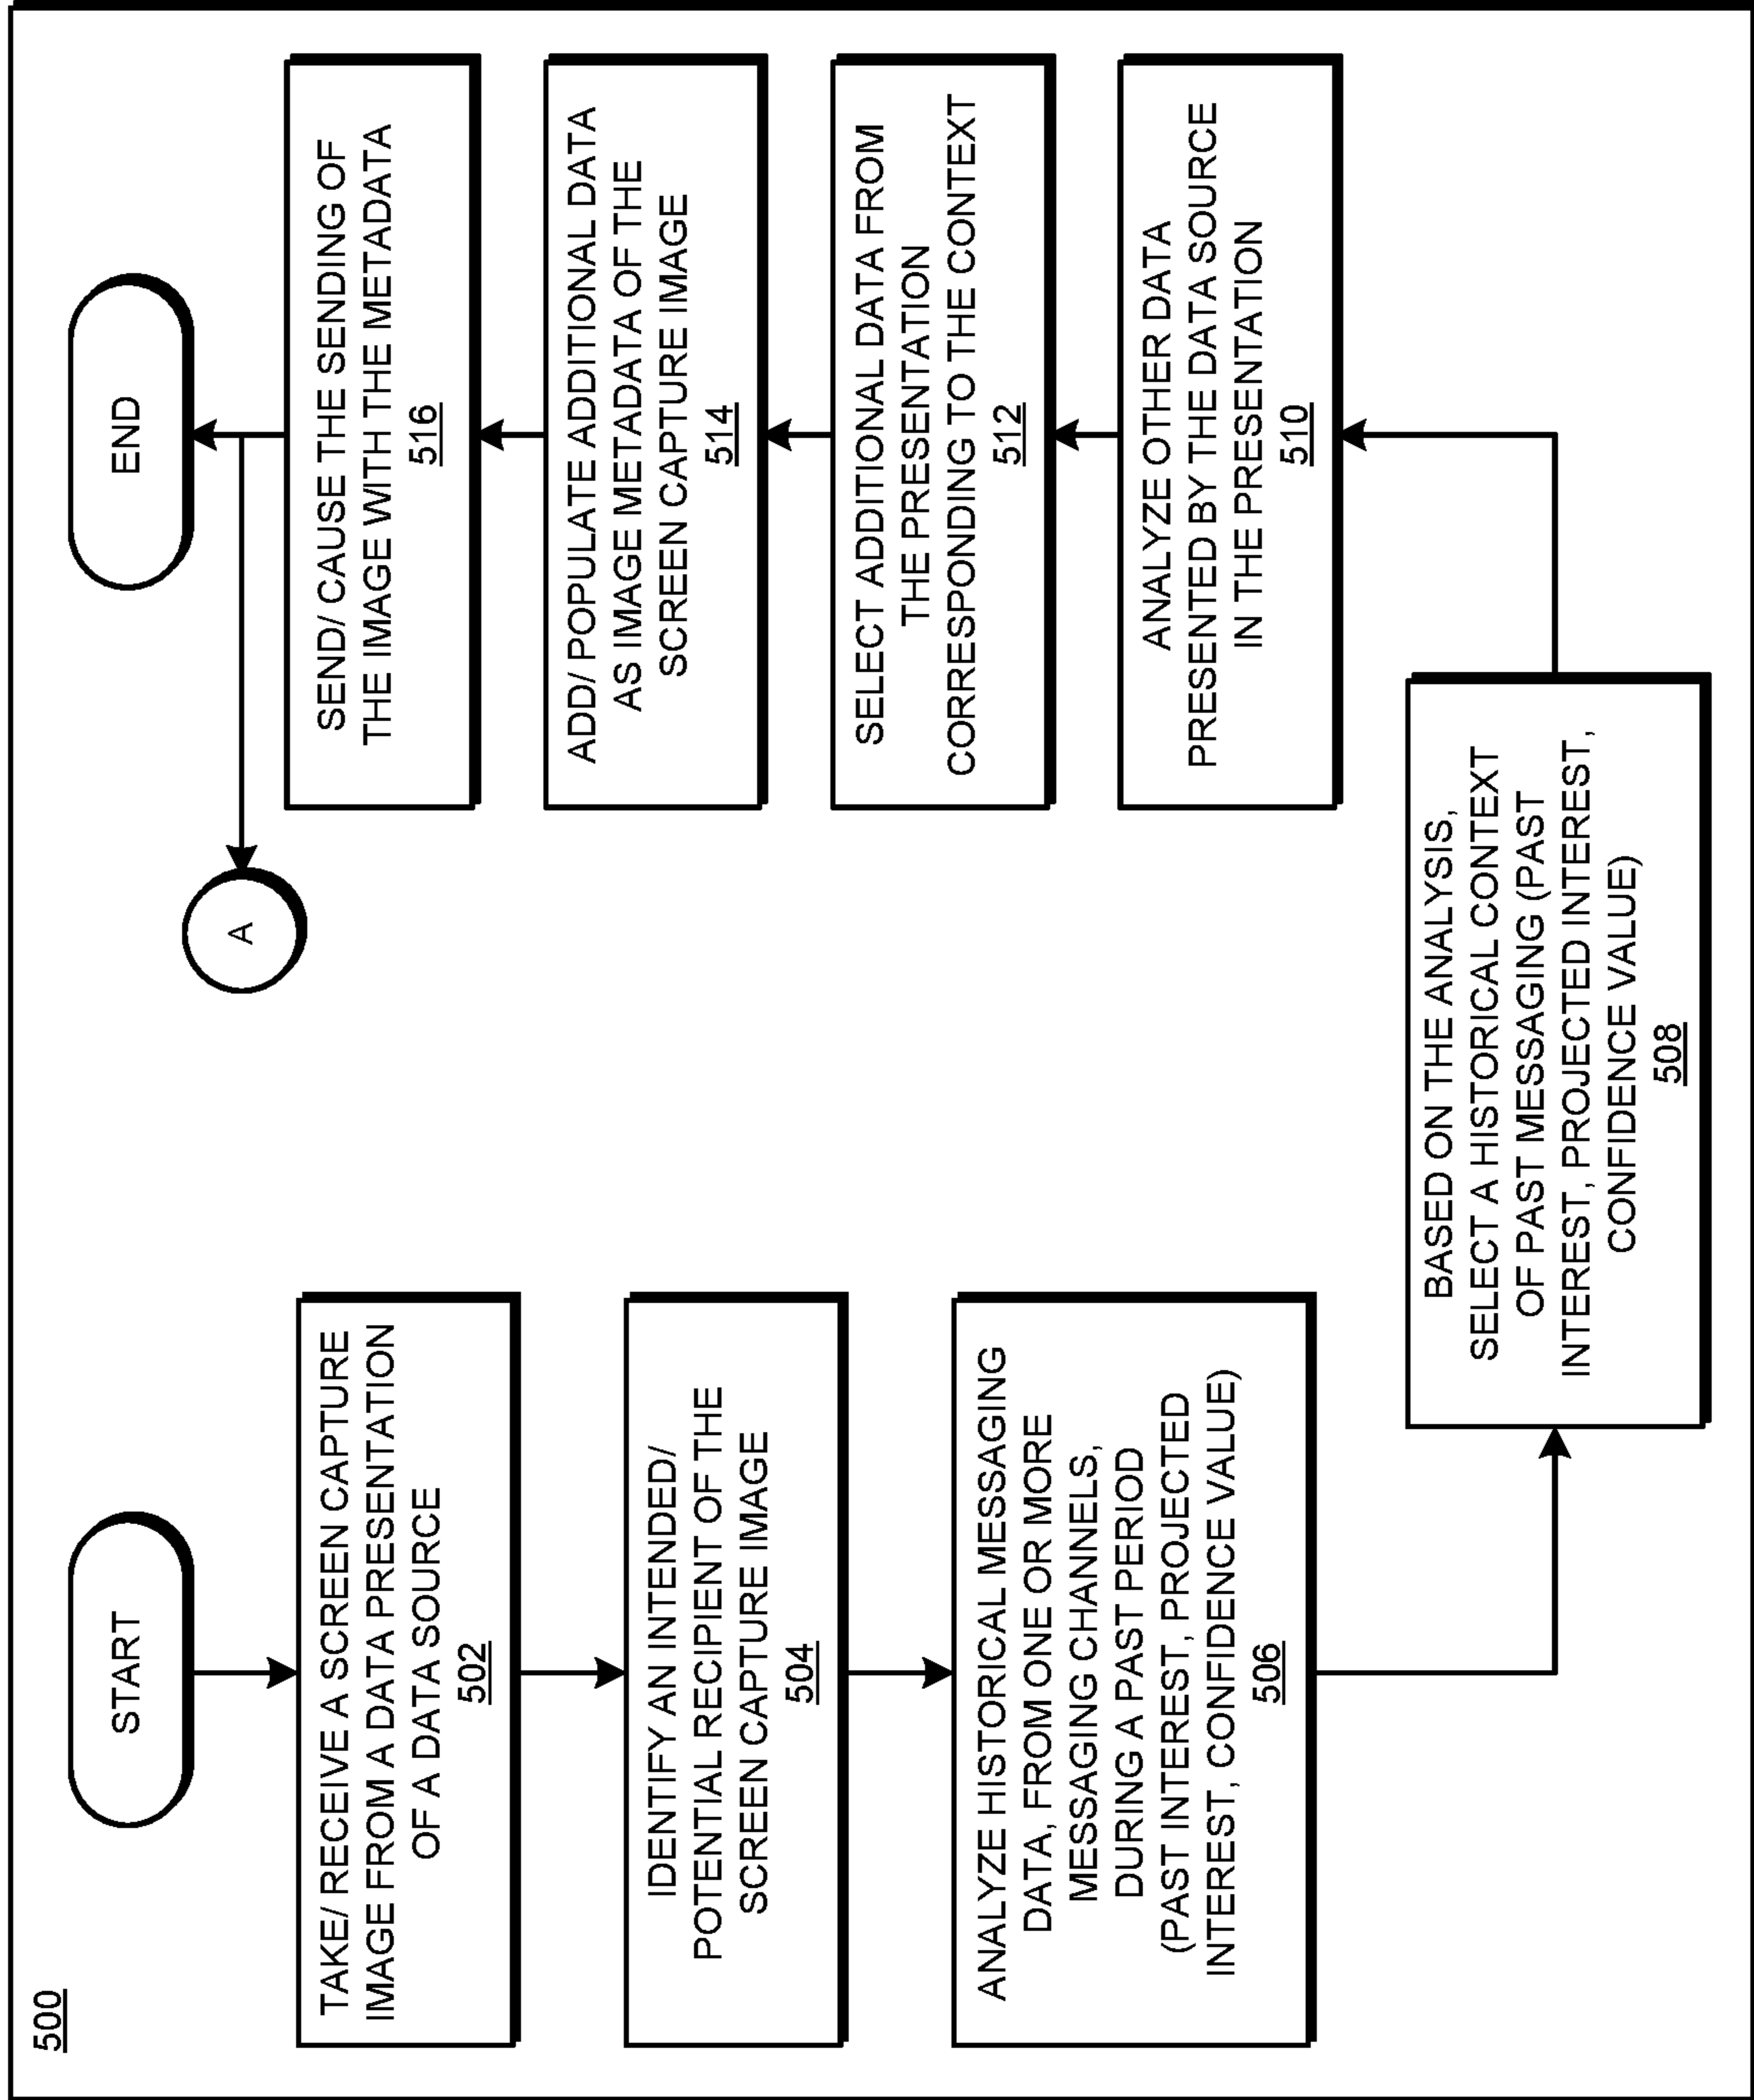 500
START
TAKE/ RECEIVE A SCREEN CAPTURE
IMAGE FROM A DATA PRESENTATION
OF A DATA SOURCE
502
IDENTIFY AN INTENDED/
POTENTIAL RECIPIENT OF THE
SCREEN CAPTURE IMAGE
504
ANALYZE HISTORICAL MESSAGING
DATA, FROM ONE OR MORE
MESSAGING CHANNELS,
DURING A PAST PERIOD
(PAST INTEREST, PROJECTED
INTEREST, CONFIDENCE VALUE)
506
BASED ON THE ANALYSIS,
SELECT A HISTORICAL CONTEXT
OF PAST MESSAGING (PAST
INTEREST, PROJECTED INTEREST,
CONFIDENCE VALUE)
508
ANALYZE OTHER DATA
PRESENTED BY THE DATA SOURCE
IN THE PRESENTATION
510
SELECT ADDITIONAL DATA FROM
THE PRESENTATION
CORRESPONDING TO THE CONTEXT
512
ADD/ POPULATE ADDITIONAL DATA
AS IMAGE METADATA OF THE
SCREEN CAPTURE IMAGE
514
SEND/ CAUSE THE SENDING OF
THE IMAGE WITH THE METADATA
516
A
END